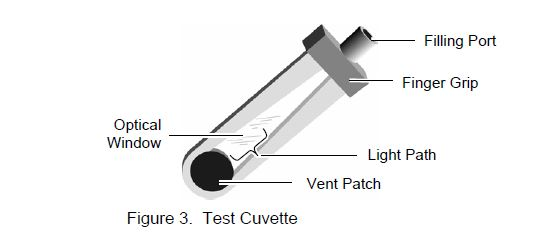 Filling Port
Finger Grip
Optical
Window
Light Path
Vent Patch
Figure 3.  Test Cuvette